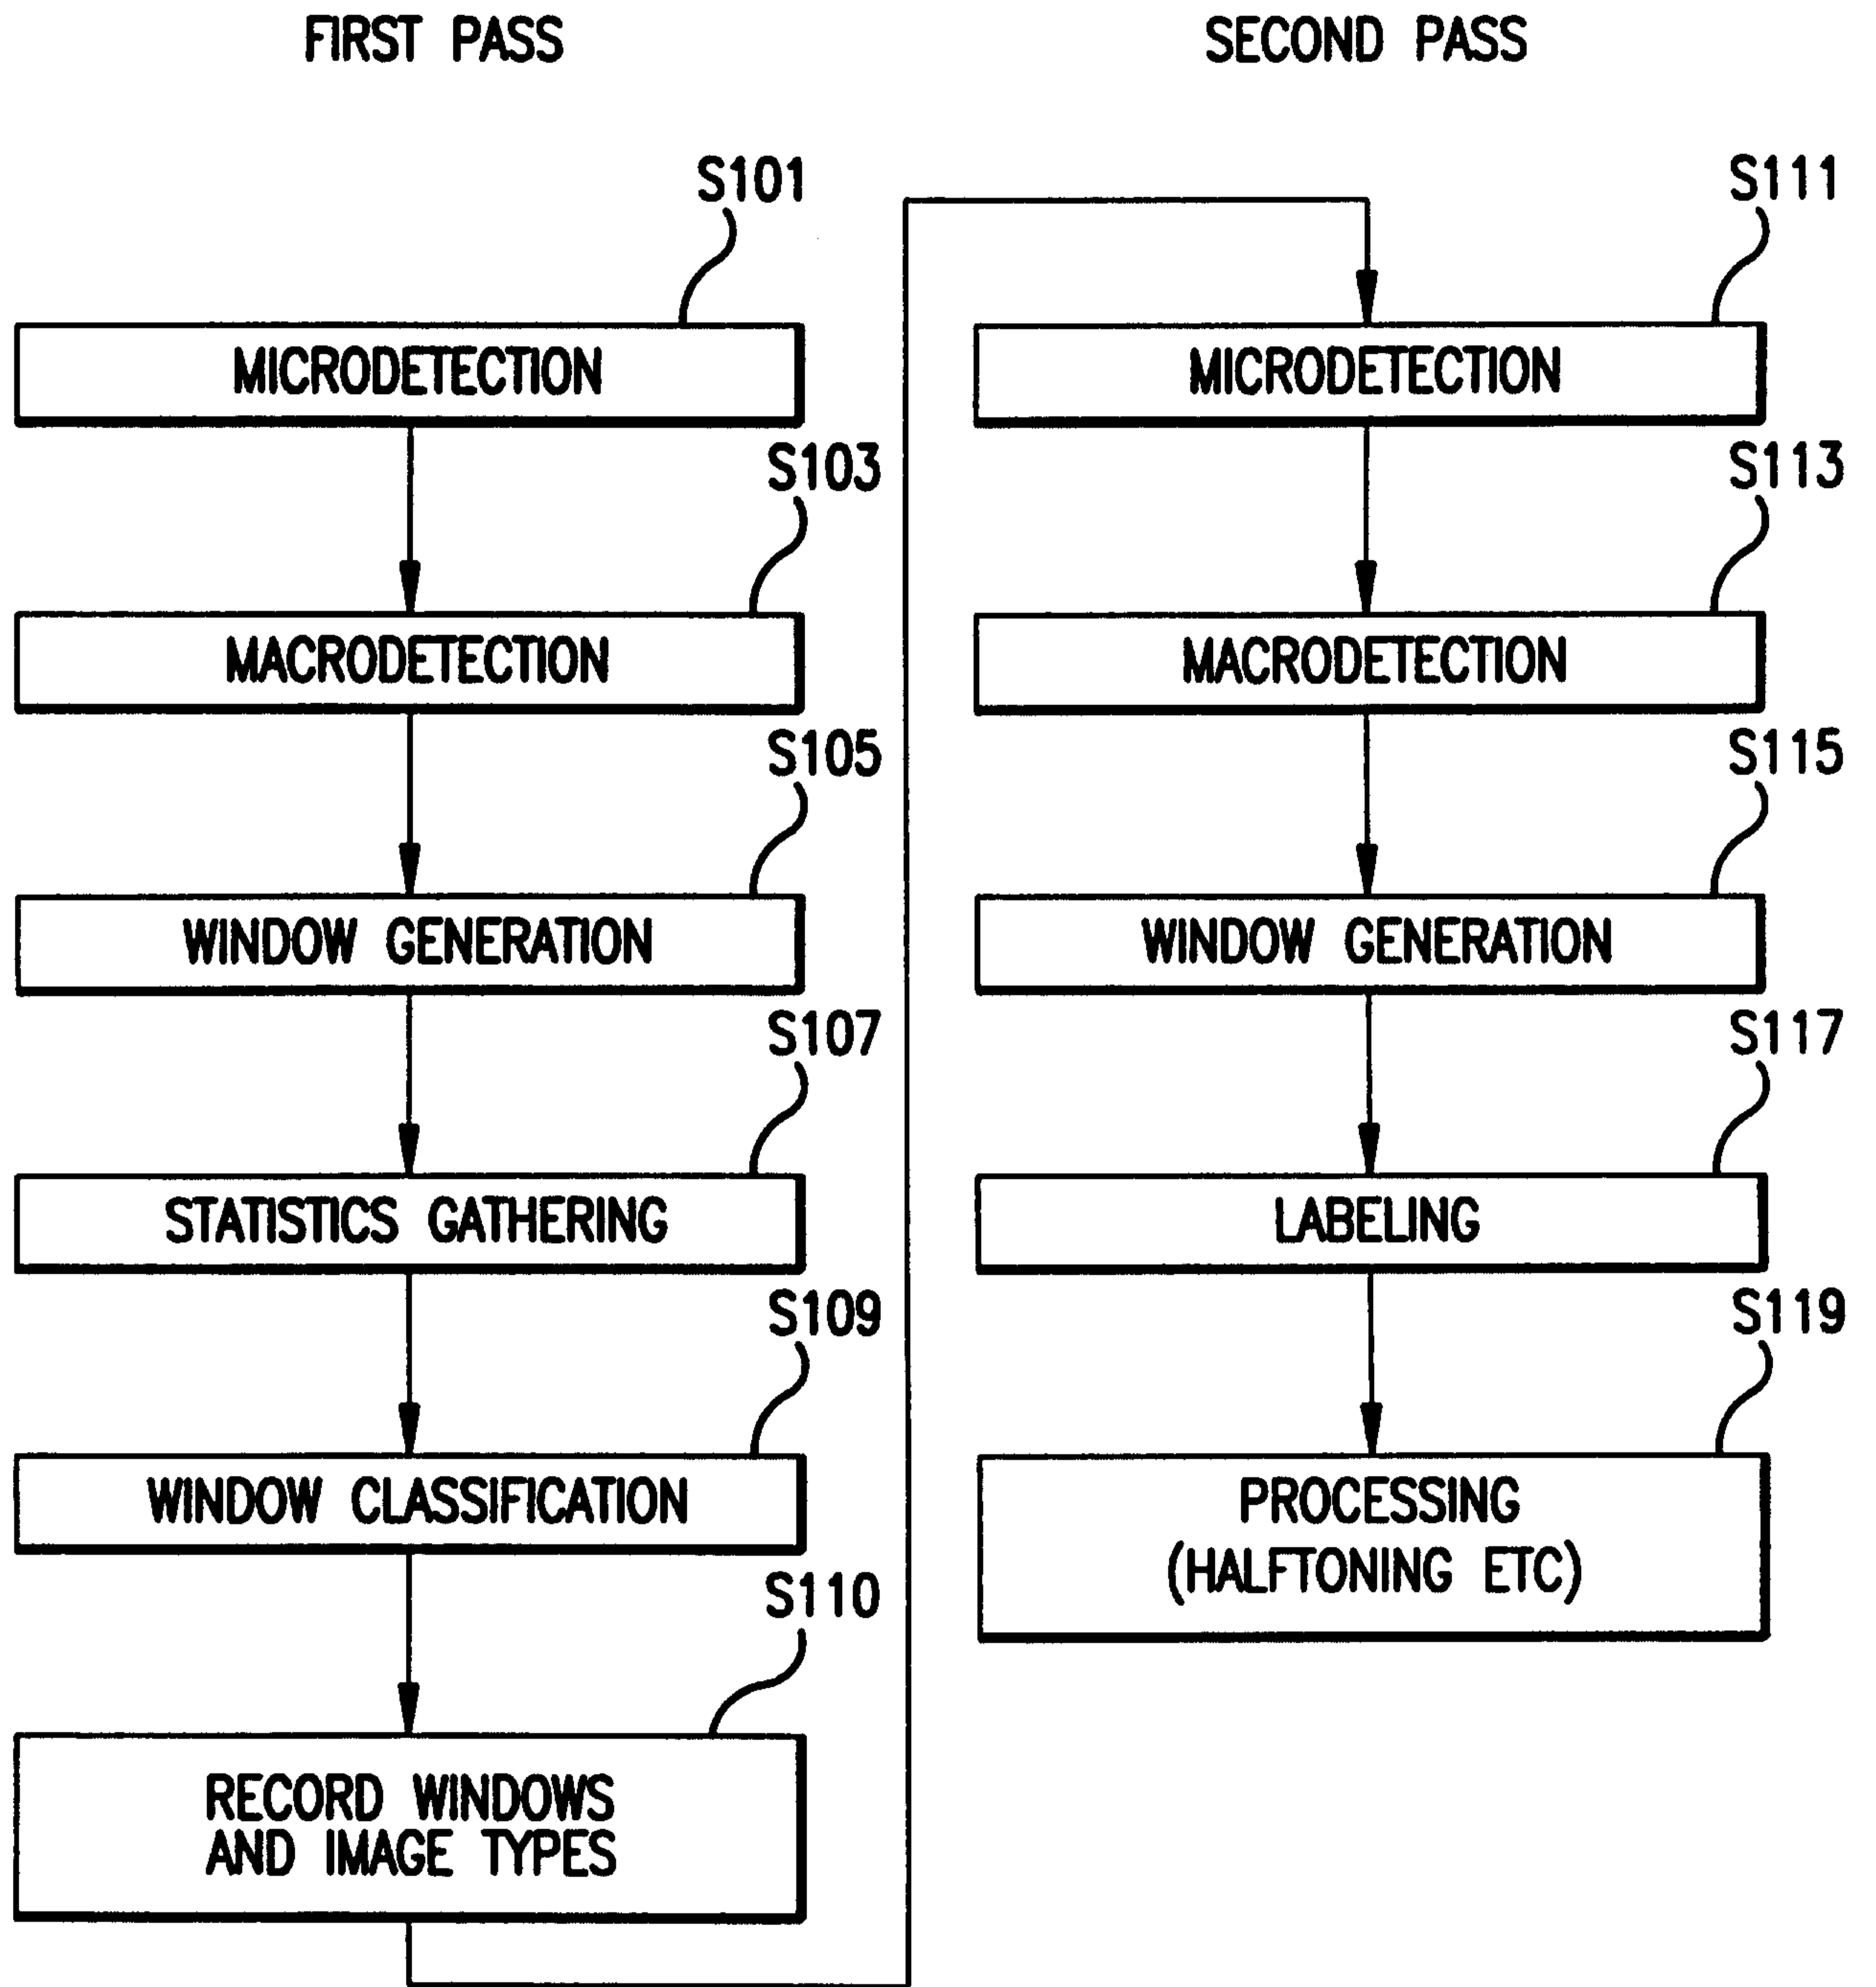 FIRST PASS
S101
MICRODETECTION
S103
MACRODETECTION
S105
WINDOW GENERATION
S107
STATISTICS GATHERING
S109
WINDOW CLASSIFICATION
S110
RECORD WINDOWS
AND IMAGE TYPES
SECOND PASS
S111
MICRODETECTION
S113
MACRODETECTION
S115
WINDOW GENERATION
S117
LABELING
S119
PROCESSING
(HALFTONING ETC)